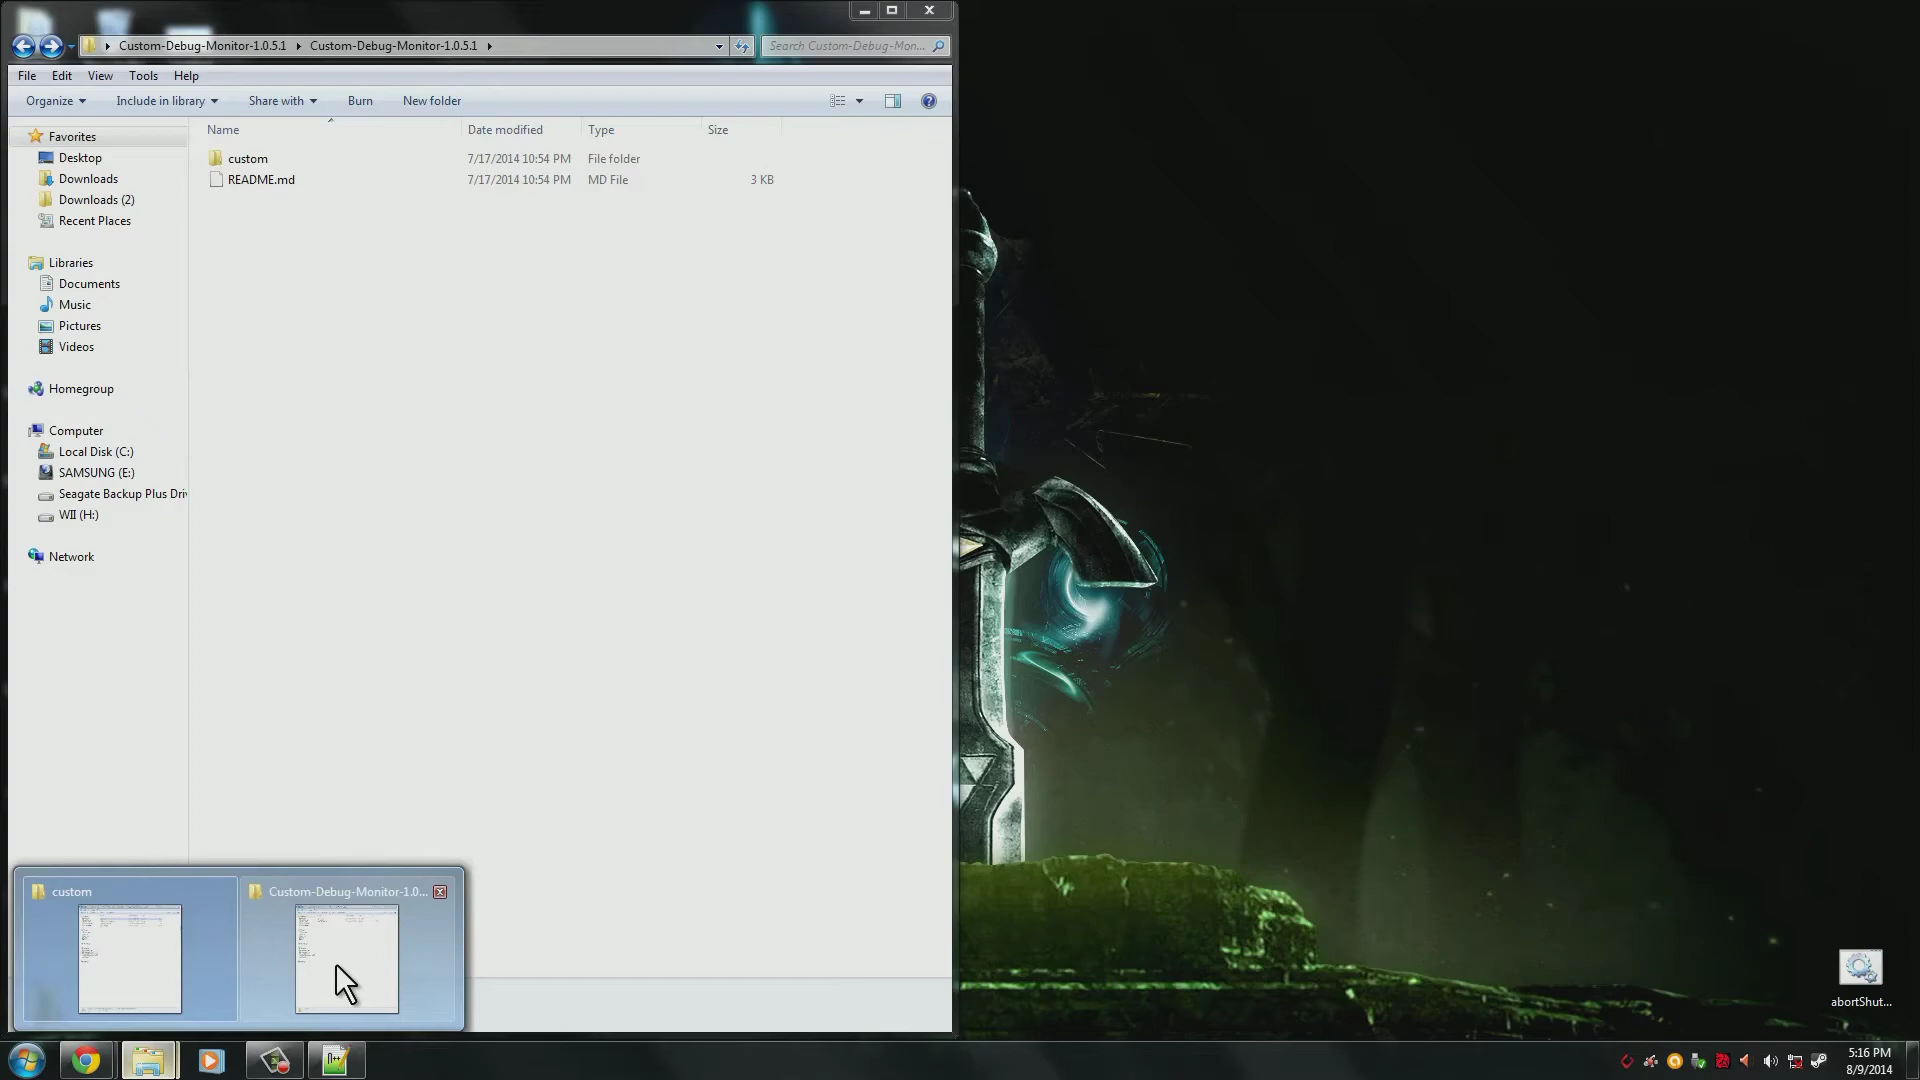 Custom-Debug-Monitor-1.0.5.1 Custom-Debug-Monitor-1.0.5.1
Search Custom-Debug-Mon...
File Edit View Tools Help
Organize Include in library Share with Burn New folder
Name Date modified Type Size
custom 7/17/2014 10:54 PM File folder
README.md 7/17/2014 10:54 PM MD File 3 KB
Favorites
Desktop
Downloads
Downloads (2)
Recent Places
Libraries
Documents
Music
Pictures
Videos
Homegroup
Computer
Local Disk (C:)
SAMSUNG (E:)
Seagate Backup Plus Driv
WII (H:)
Network
custom
Custom-Debug-Monitor-1.0...
abortShut...
5:16 PM
8/9/2014